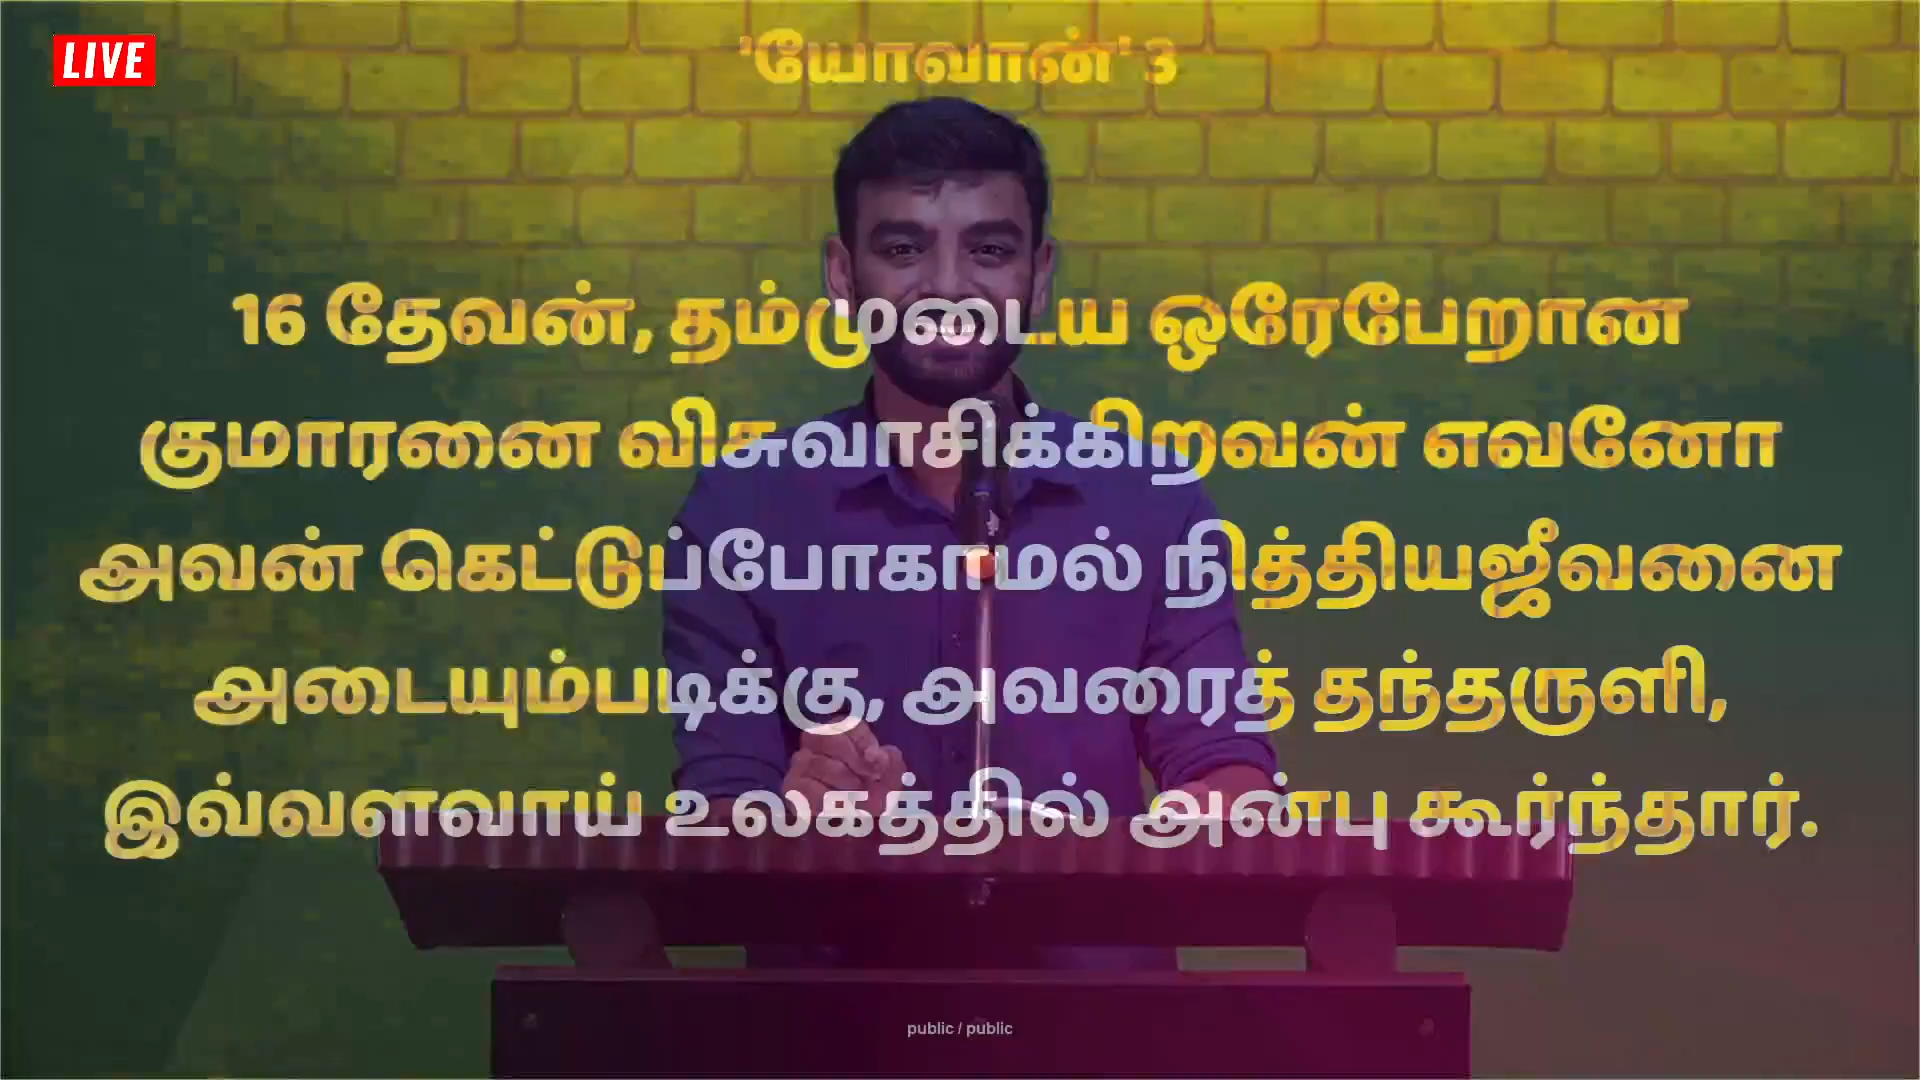 LIVE
'யோவான்' 3
16 தேவன், தம்முடைய ஒரேபேறான
குமாரனை விசுவாசிக்கிறவன் எவனோ
அவன் கெட்டுப்போகாமல் நித்தியஜீவனை
அடையும்படிக்கு, அவரைத் தந்தருளி,
இவ்வளவாய் உலகத்தில் அன்பு கூர்ந்தார்.
public / public